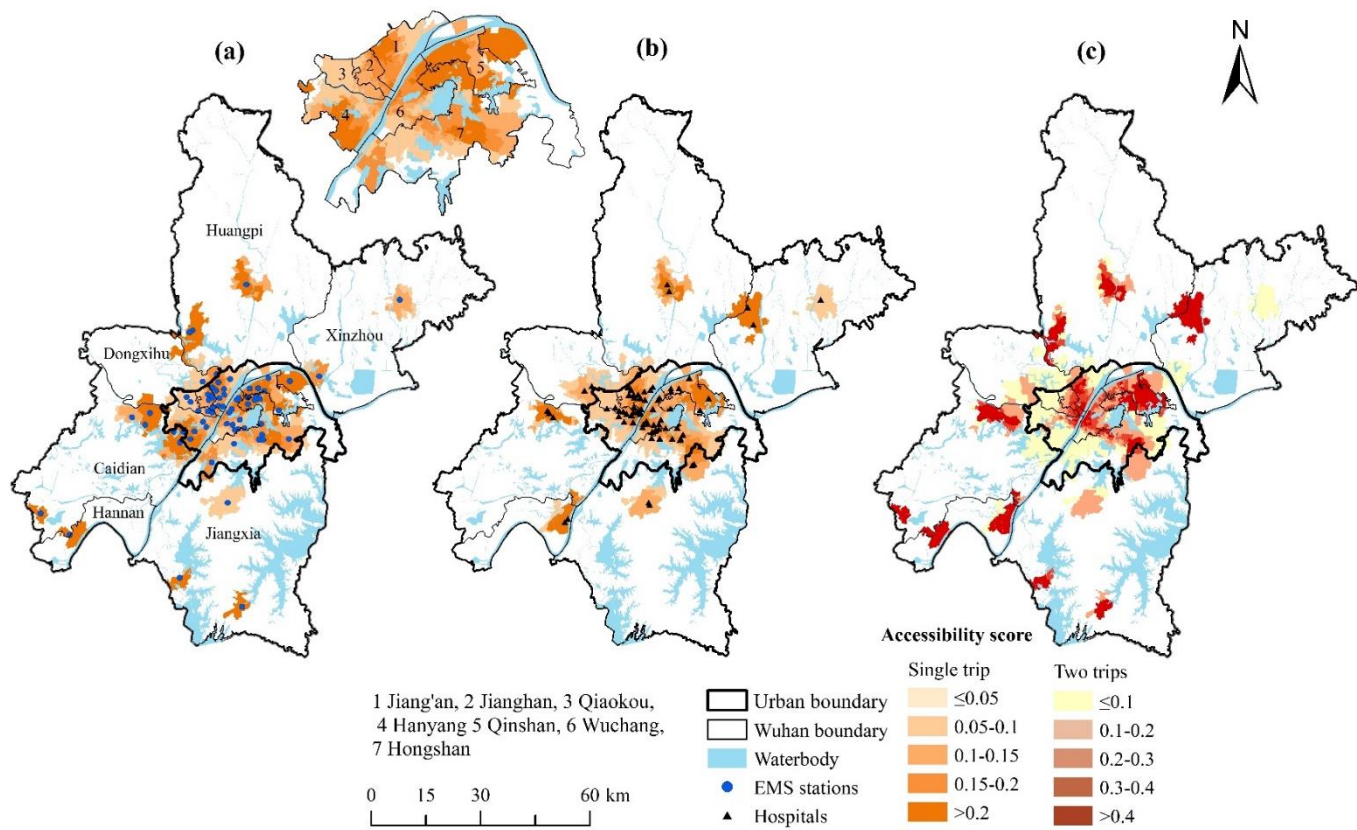 (a)
(b)
(c)
N
1
2
3
4
5
6
7
Huangpi
Xinzhou
Dongxihu
Caidian
Hannan
Jiangxia
1 Jiang'an, 2 Jianghan, 3 Qiaokou,
4 Hanyang 5 Qinshan, 6 Wuchang,
7 Hongshan
0 15 30 60 km
Urban boundary
Wuhan boundary
Waterbody
EMS stations
Hospitals
Accessibility score
Single trip
≤0.05
0.05-0.1
0.1-0.15
0.15-0.2
>0.2
Two trips
≤0.1
0.1-0.2
0.2-0.3
0.3-0.4
>0.4